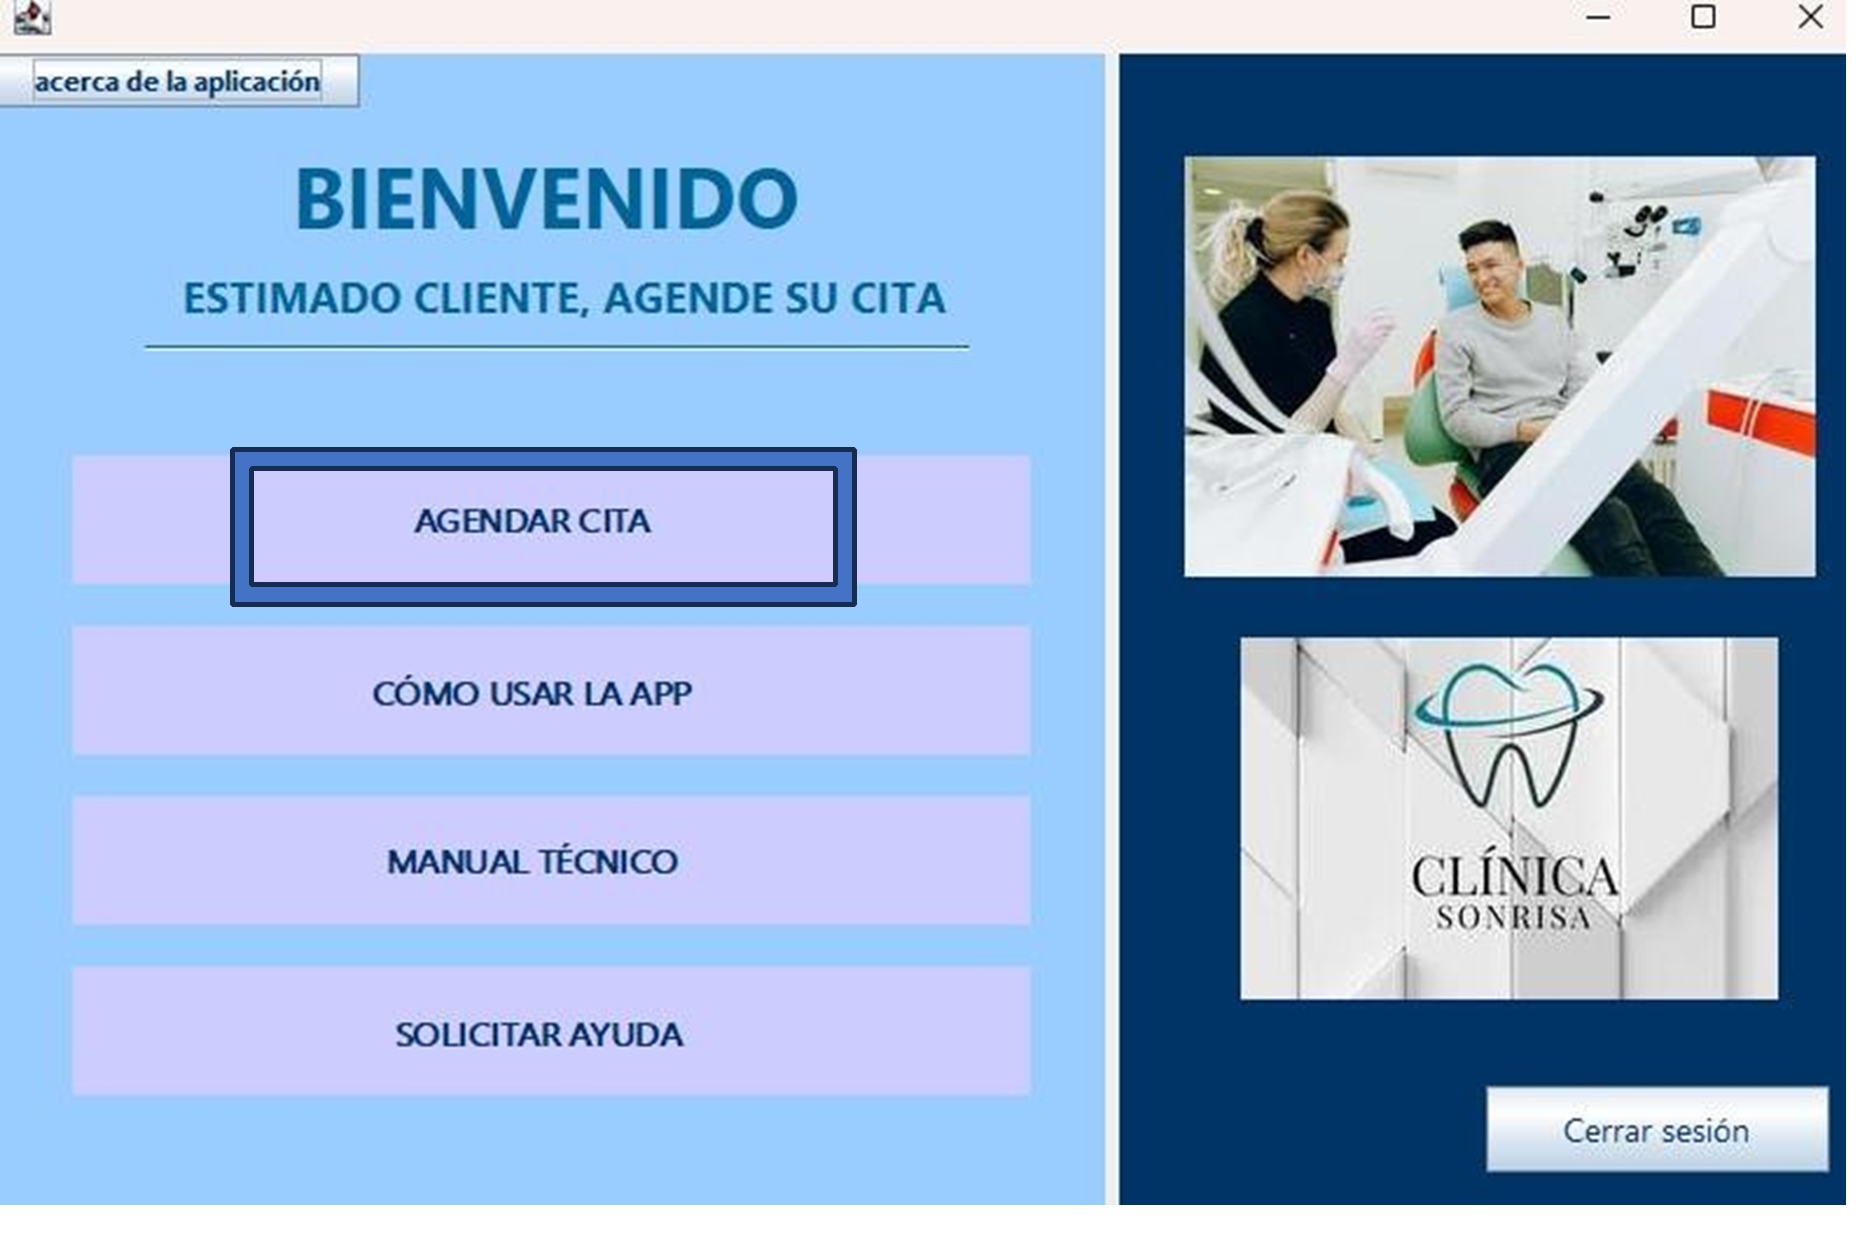 acerca de la aplicación
BIENVENIDO
ESTIMADO CLIENTE, AGENDE SU CITA
AGENDAR CITA
CÓMO USAR LA APP
MANUAL TÉCNICO
SOLICITAR AYUDA
CLÍNICA
SONRISA
Cerrar sesión